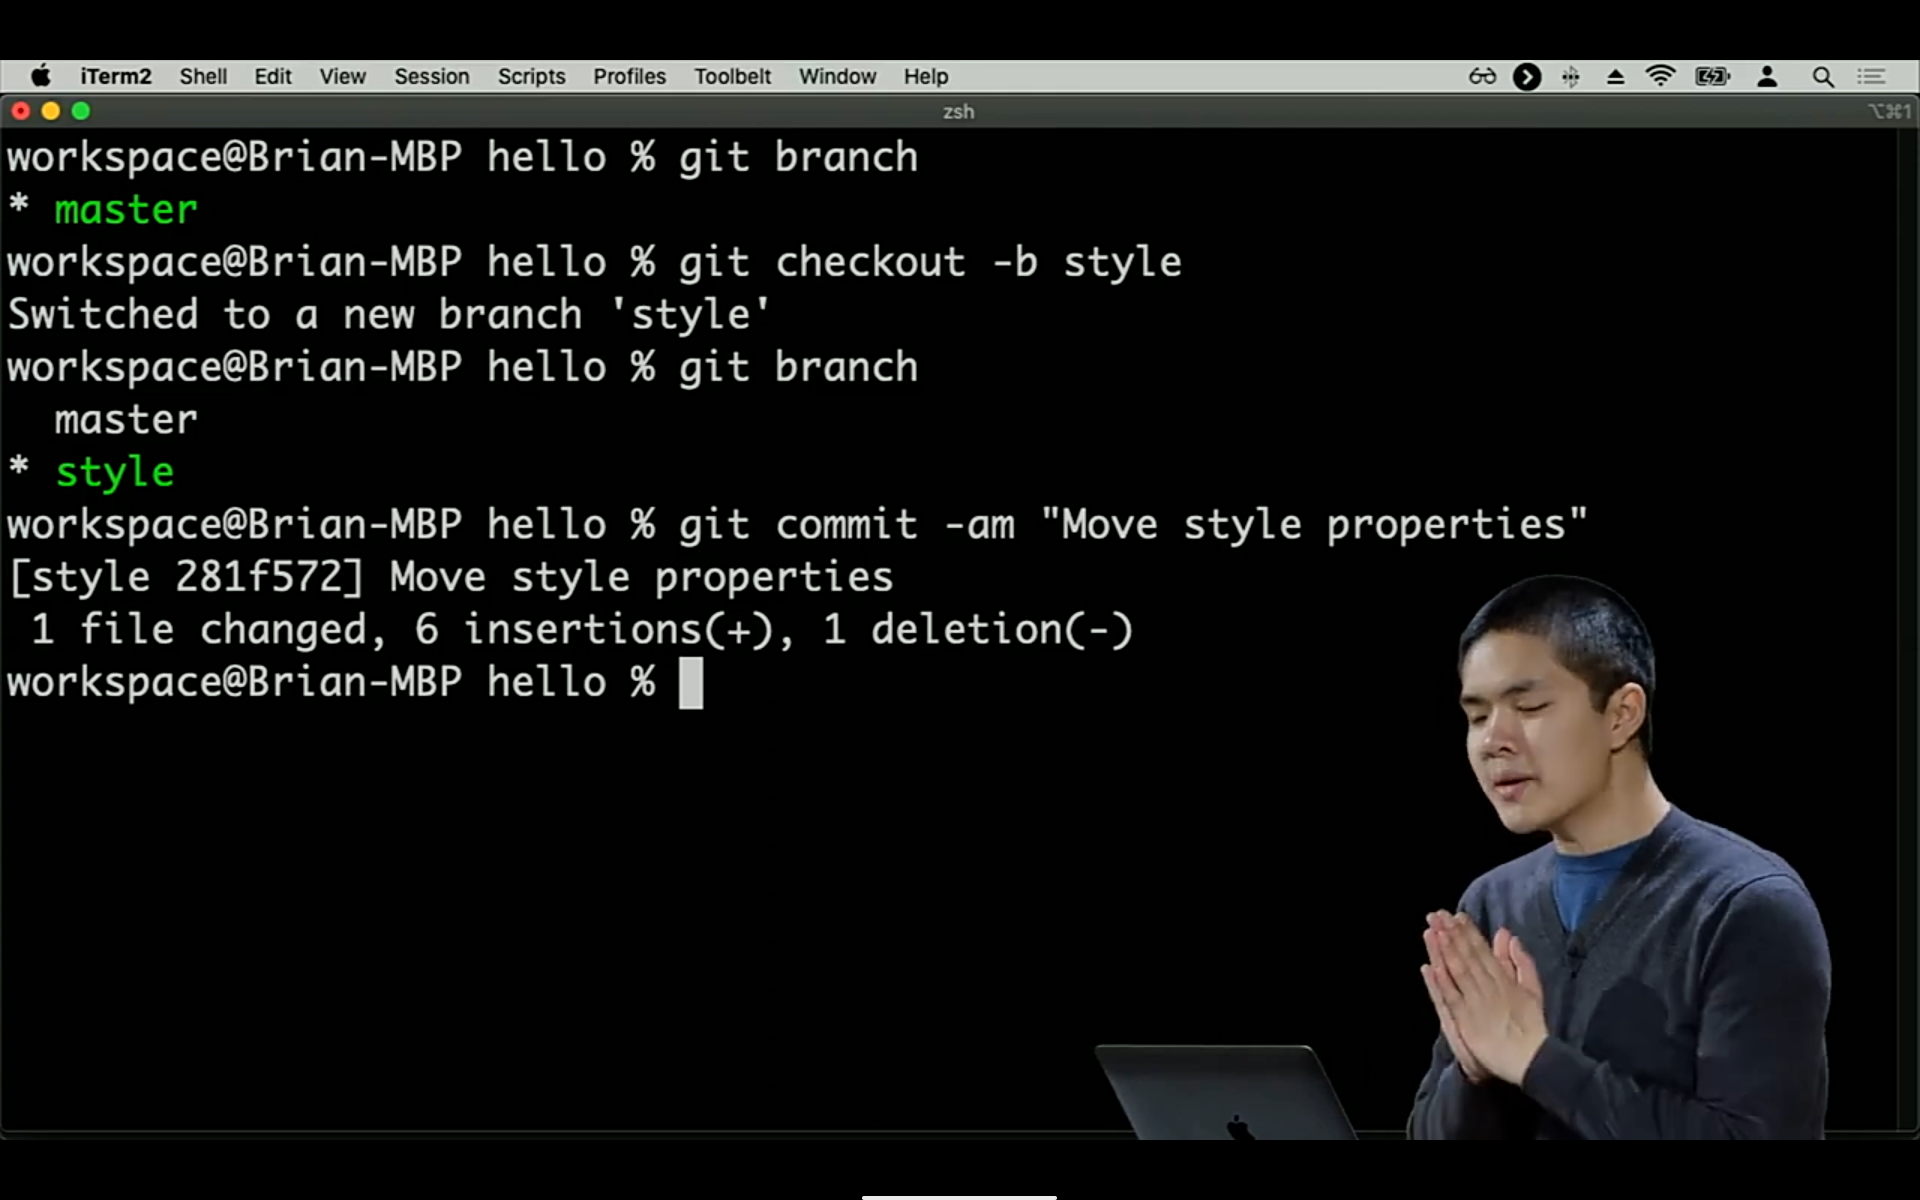 iTerm2 Shell Edit View Session Scripts Profiles Toolbelt Window Help
zsh ⌥⌘1
workspace@Brian-MBP hello % git branch
* master
workspace@Brian-MBP hello % git checkout -b style
Switched to a new branch 'style'
workspace@Brian-MBP hello % git branch
  master
* style
workspace@Brian-MBP hello % git commit -am "Move style properties"
[style 281f572] Move style properties
 1 file changed, 6 insertions(+), 1 deletion(-)
workspace@Brian-MBP hello %